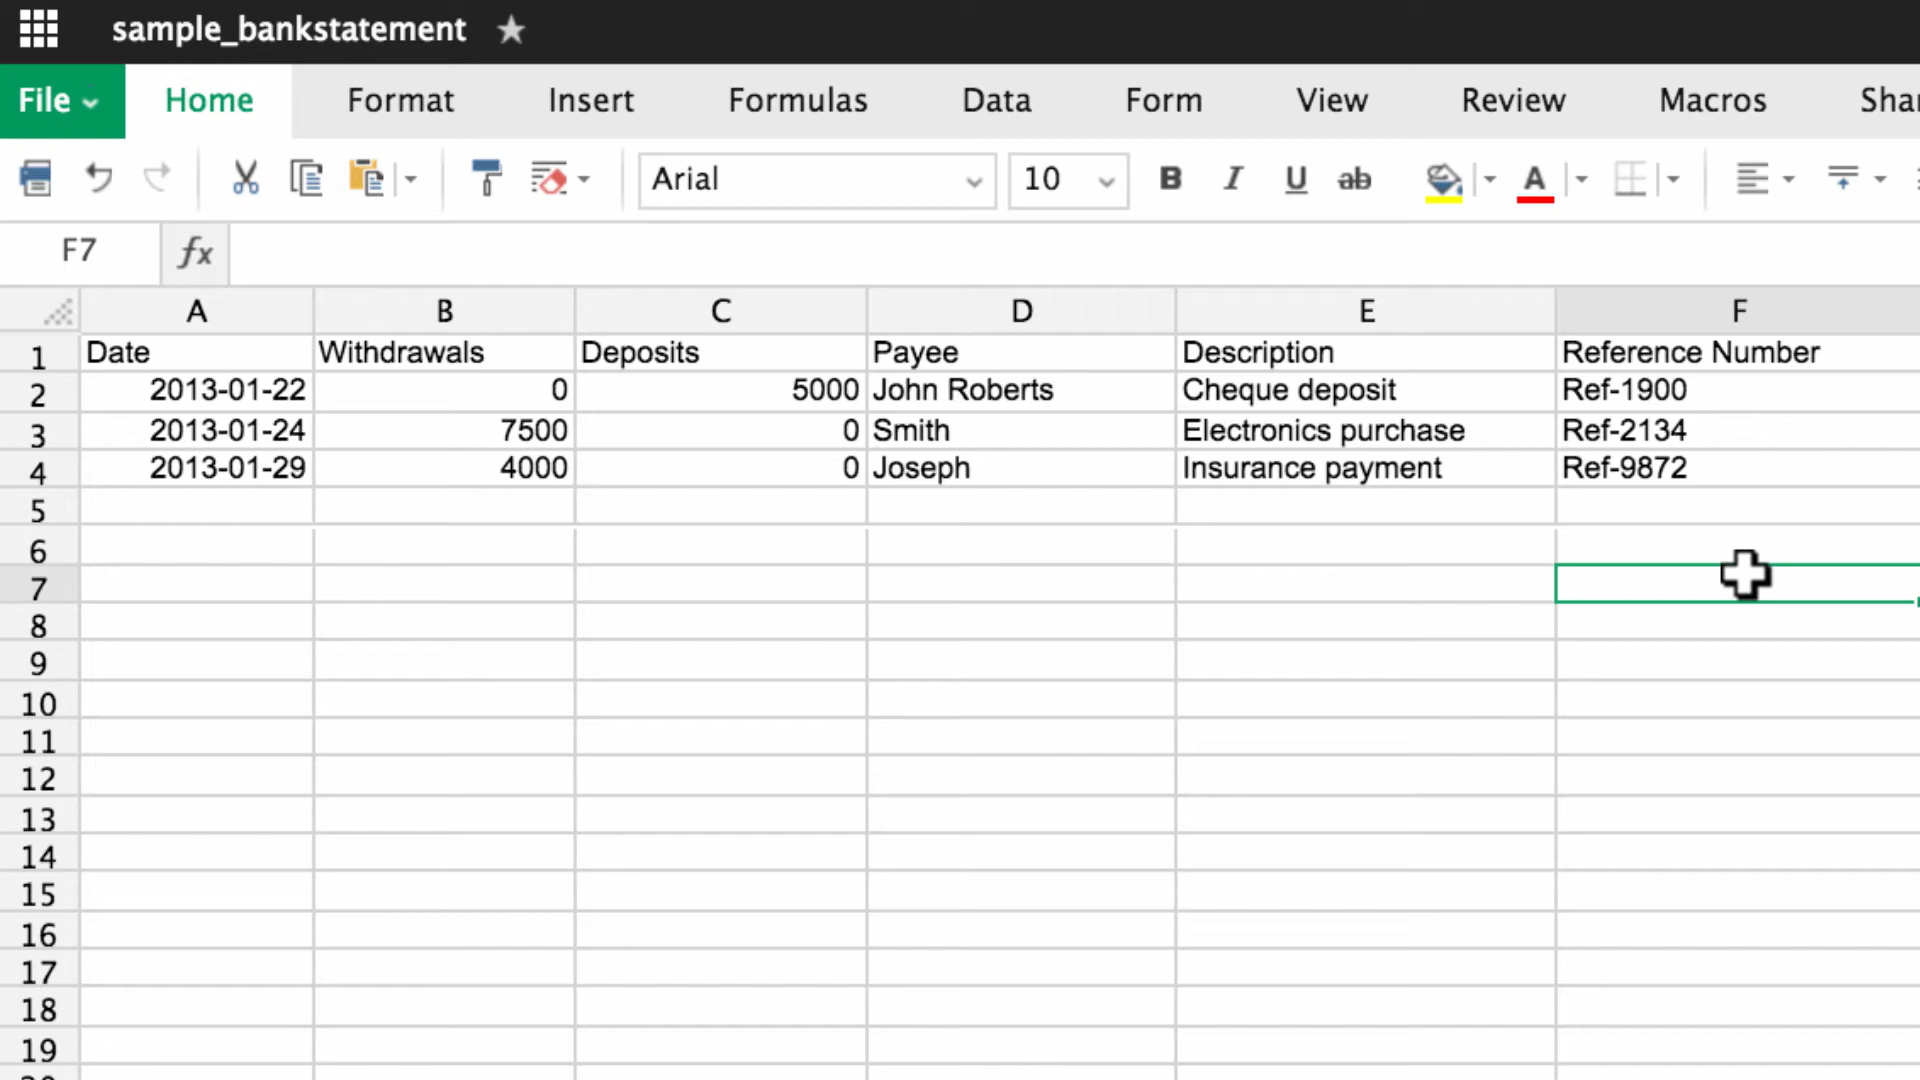 sample_bankstatement
File Home Format Insert Formulas Data Form View Review Macros
Arial 10 B I U ab A
F7 fx
A B C D E F
1 Date Withdrawals Deposits Payee Description Reference Number
2 2013-01-22 0 5000 John Roberts Cheque deposit Ref-1900
3 2013-01-24 7500 0 Smith Electronics purchase Ref-2134
4 2013-01-29 4000 0 Joseph Insurance payment Ref-9872
5
6
7
8
9
10
11
12
13
14
15
16
17
18
19